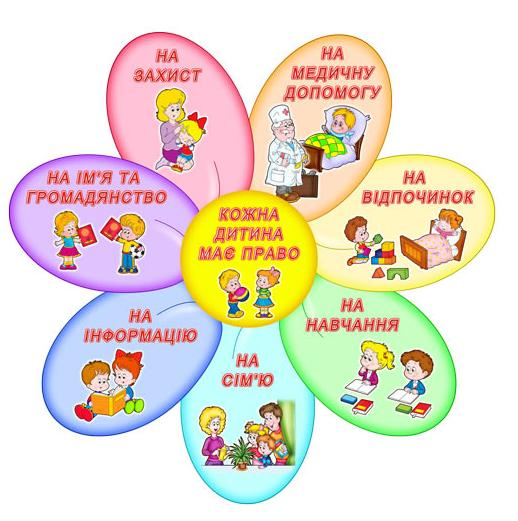 КОЖНА
ДИТИНА
МАЄ ПРАВО
НА
ЗАХИСТ
НА
МЕДИЧНУ
ДОПОМОГУ
НА
ВІДПОЧИНОК
НА
НАВЧАННЯ
НА
СІМ'Ю
НА
ІНФОРМАЦІЮ
НА ІМ'Я ТА
ГРОМАДЯНСТВО